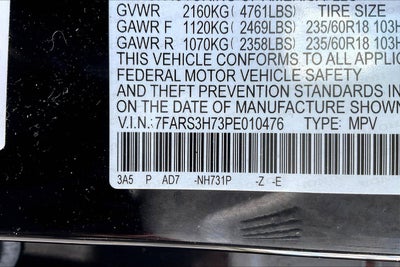 GVWR 2160KG (4761LBS) TIRE SIZE
GAWR F 1120KG (2469LBS) 235/60R18 103H
GAWR R 1070KG (2358LBS) 235/60R18 103H
THIS VEHICLE CONFORMS TO ALL APPLIC
FEDERAL MOTOR VEHICLE SAFETY
AND THEFT PREVENTION STANDARDS
IN EFFECT ON THE DATE OF
MANUFACTURE SHOWN
V.I.N.: 7FARS3H73PE010476 TYPE: MPV
3A5 P AD7 -NH731P -Z -E